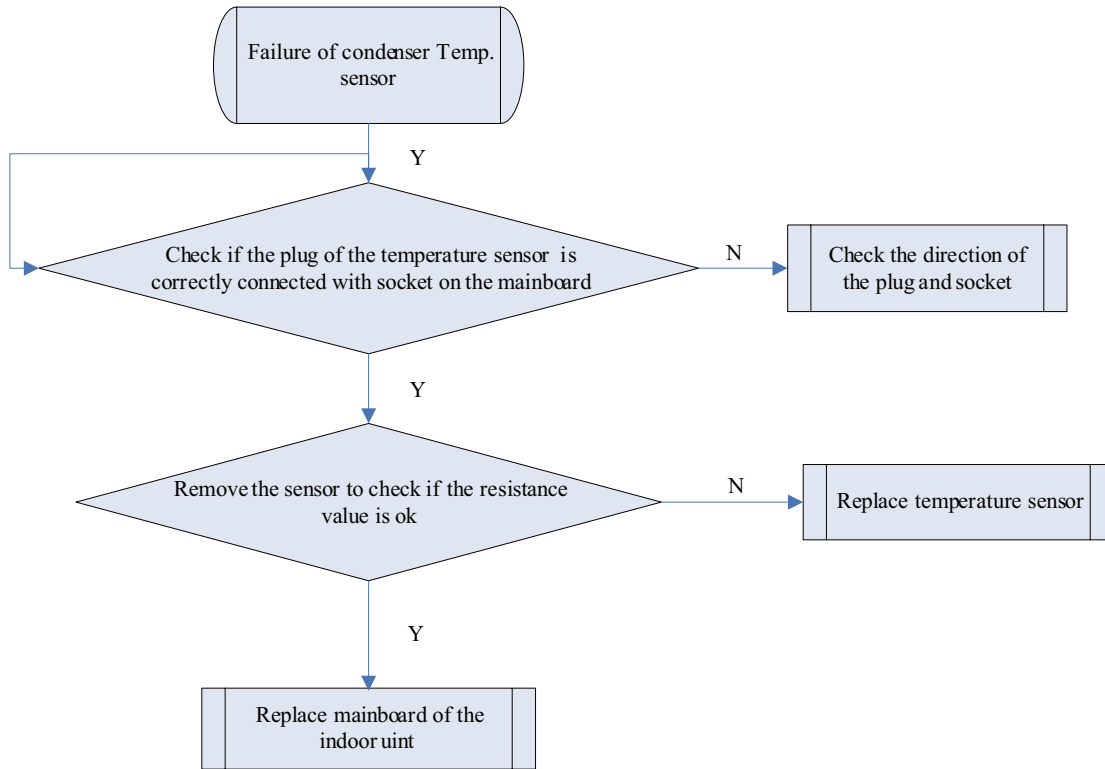 Failure of condenser Temp.
sensor
Y
Check if the plug of the temperature sensor is
correctly connected with socket on the mainboard
N
Check the direction of
the plug and socket
Y
Remove the sensor to check if the resistance
value is ok
N
Replace temperature sensor
Y
Replace mainboard of the
indoor uint